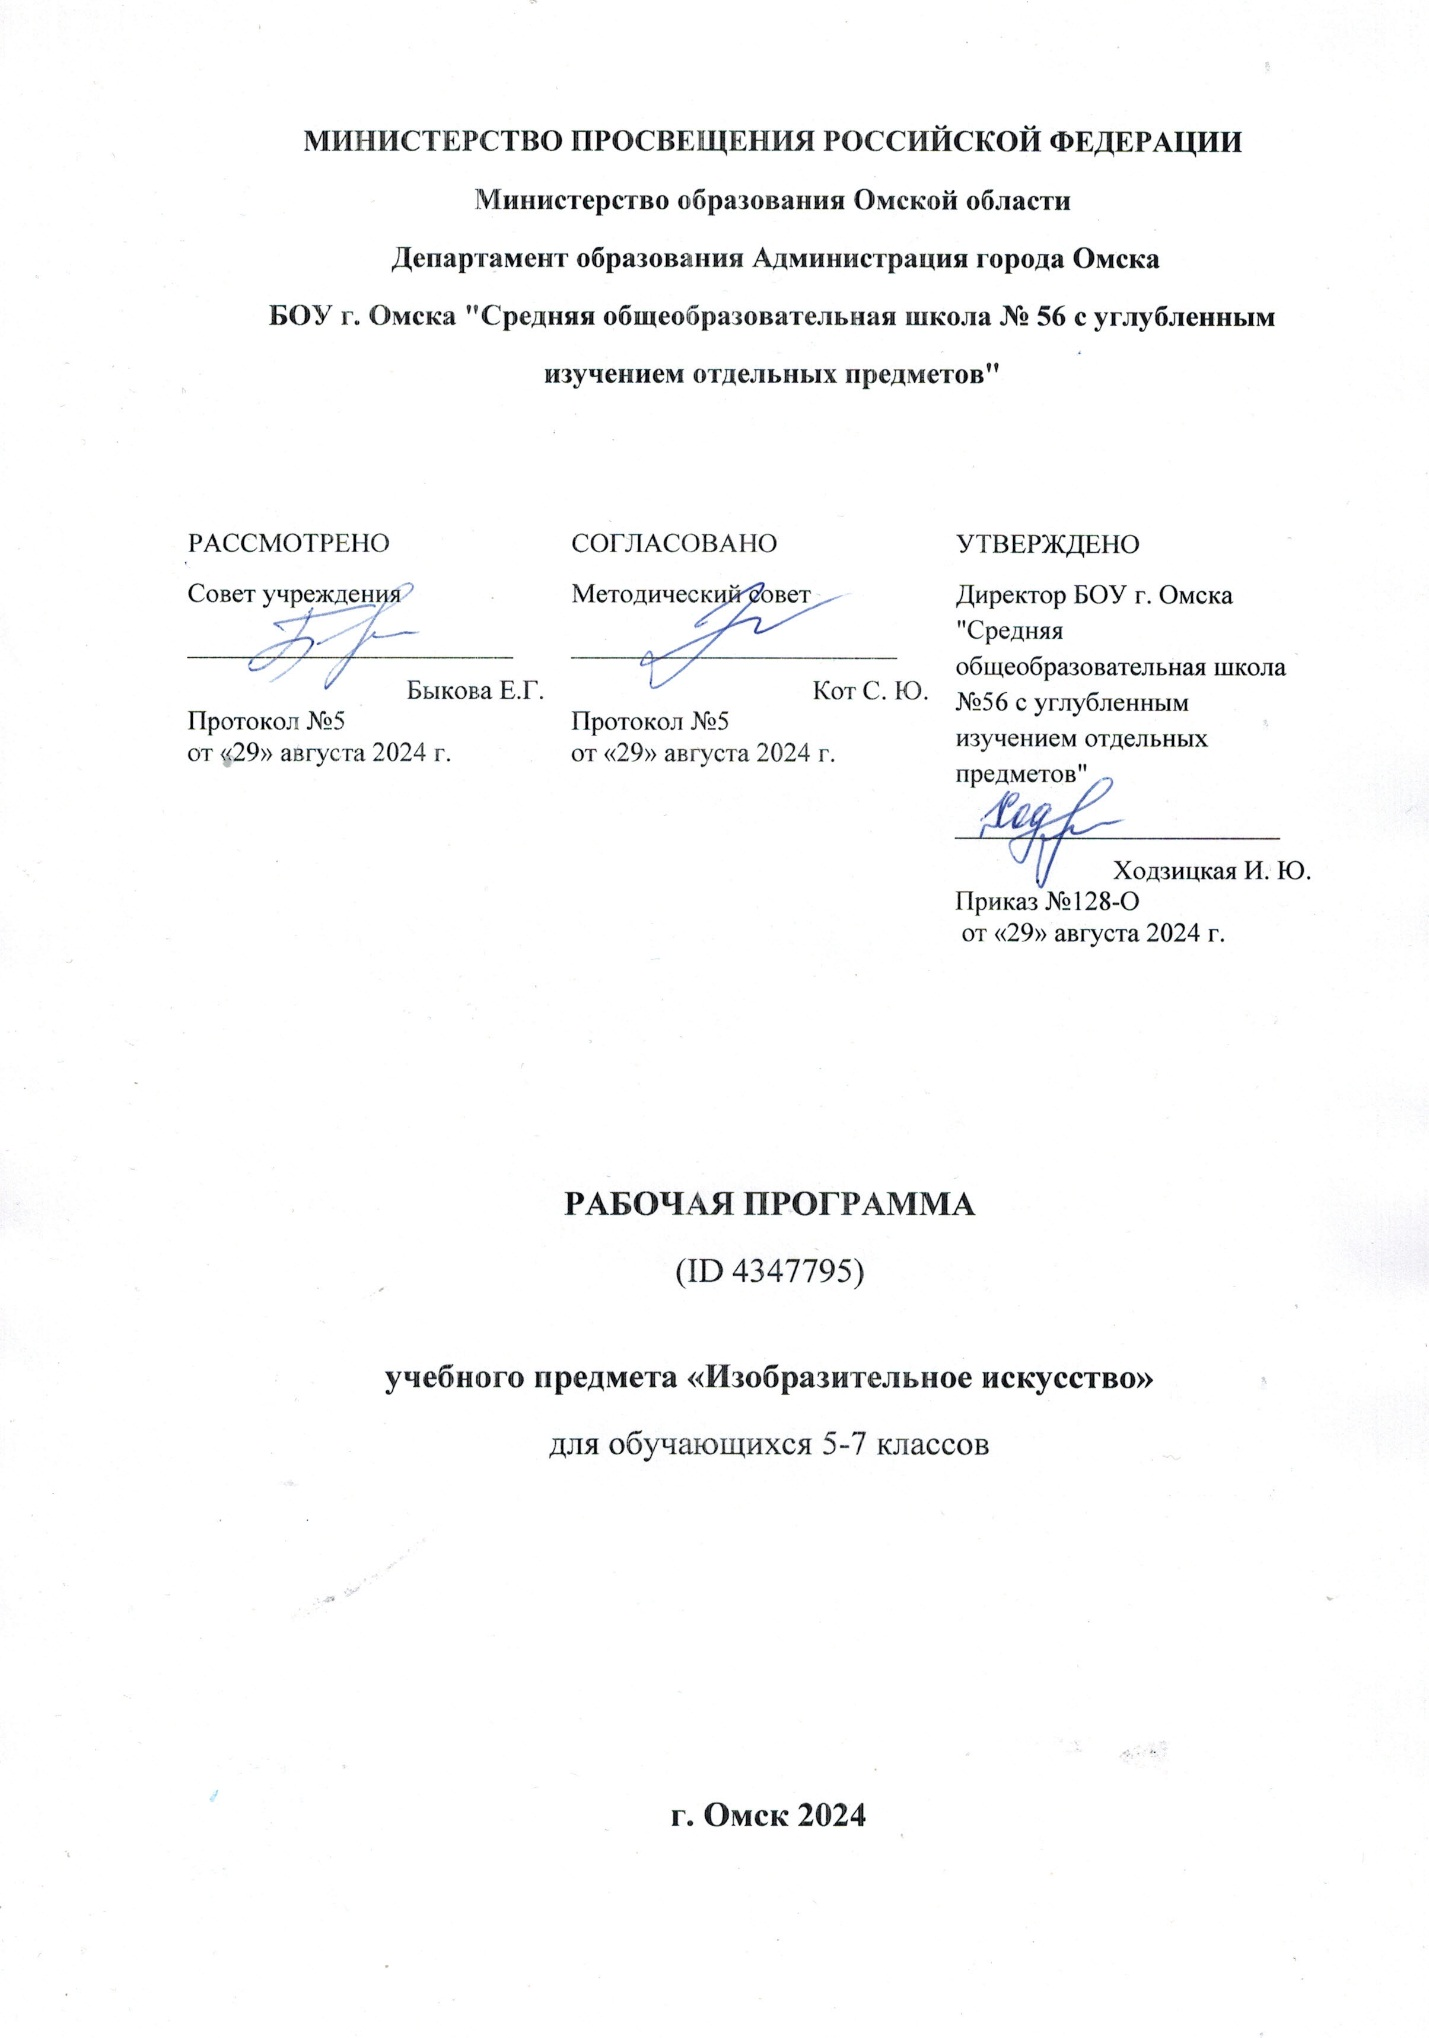 МИНИСТЕРСТВО ПРОСВЕЩЕНИЯ РОССИЙСКОЙ ФЕДЕРАЦИИ
Министерство образования Омской области
Департамент образования Администрация города Омска
БОУ г. Омска "Средняя общеобразовательная школа № 56 с углубленным
изучением отдельных предметов"
РАССМОТРЕНО
Совет учреждения
Быкова Е.Г.
Протокол №5
от «29» августа 2024 г.
СОГЛАСОВАНО
Методический совет
Кот С. Ю.
Протокол №5
от «29» августа 2024 г.
УТВЕРЖДЕНО
Директор БОУ г. Омска
"Средняя
общеобразовательная школа
№56 с углубленным
изучением отдельных
предметов"
Ходзицкая И. Ю.
Приказ №128-О
от «29» августа 2024 г.
РАБОЧАЯ ПРОГРАММА
(ID 4347795)
учебного предмета «Изобразительное искусство»
для обучающихся 5-7 классов
г. Омск 2024